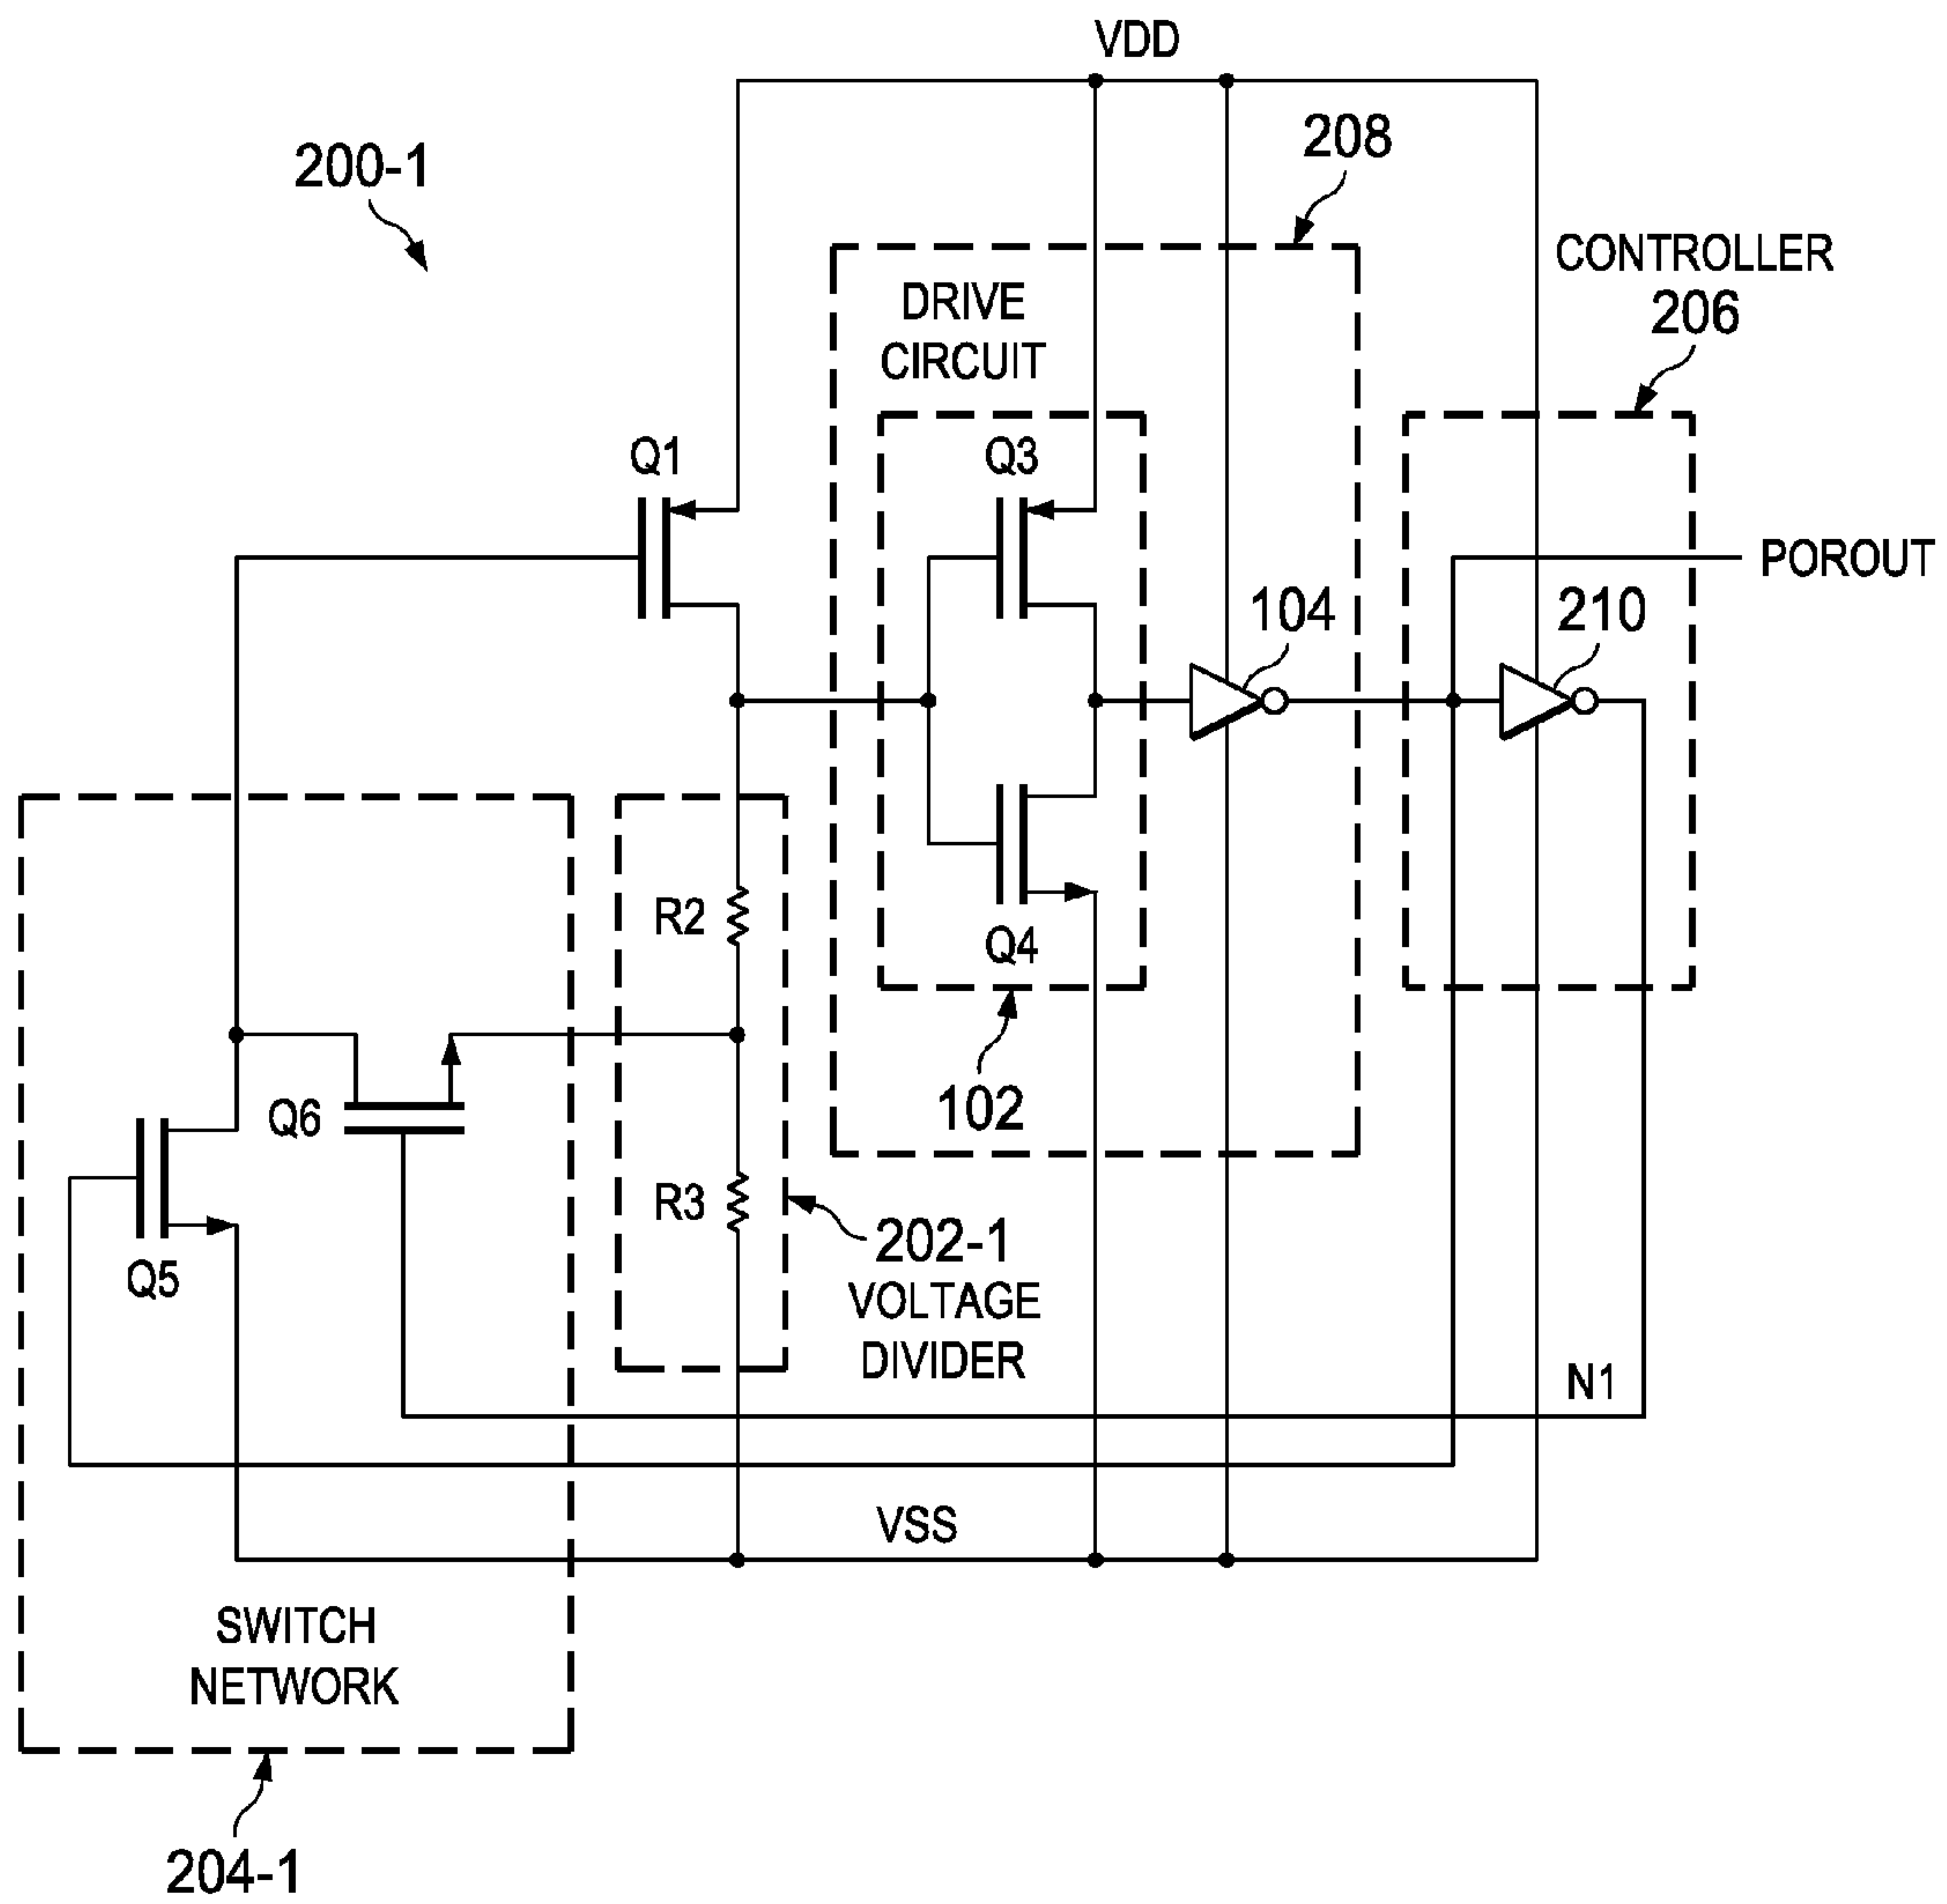 VDD
200-1
208
CONTROLLER
206
DRIVE
CIRCUIT
Q1
Q3
POROUT
104
210
R2
Q4
Q6
102
R3
202-1
Q5
VOLTAGE
DIVIDER
N1
VSS
SWITCH
NETWORK
204-1